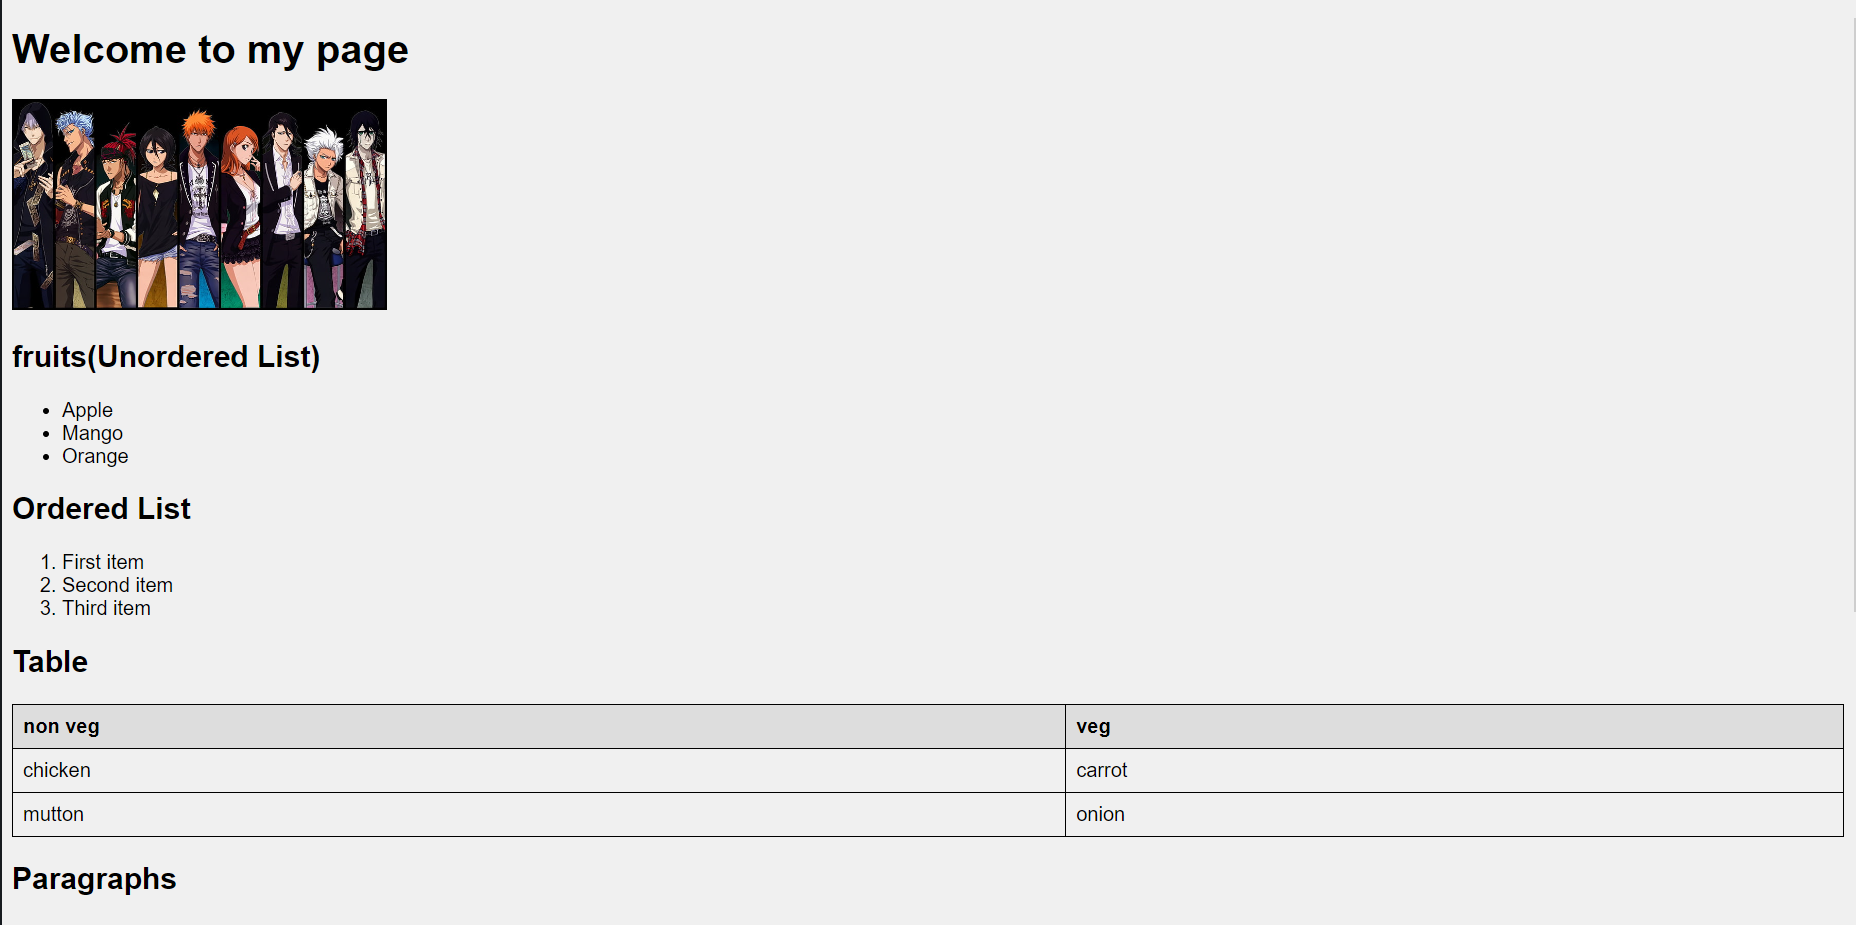 Welcome to my page
fruits(Unordered List)
Apple
Mango
Orange
Ordered List
1. First item
2. Second item
3. Third item
Table
non veg veg
chicken carrot
mutton onion
Paragraphs